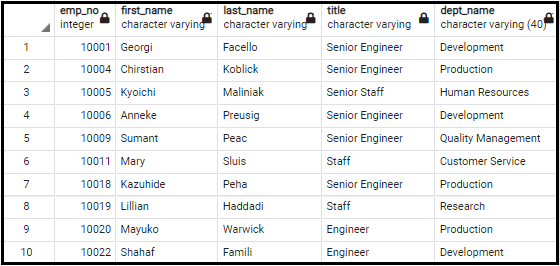 emp_no first_name last_name title dept_name
integer character varying character varying character varying character varying (40)
1 10001 Georgi Facello Senior Engineer Development
2 10004 Chirstian Koblick Senior Engineer Production
3 10005 Kyoichi Maliniak Senior Staff Human Resources
4 10006 Anneke Preusig Senior Engineer Development
5 10009 Sumant Peac Senior Engineer Quality Management
6 10011 Mary Sluis Staff Customer Service
7 10018 Kazuhide Peha Senior Engineer Production
8 10019 Lillian Haddadi Staff Research
9 10020 Mayuko Warwick Engineer Production
10 10022 Shahaf Famili Engineer Development